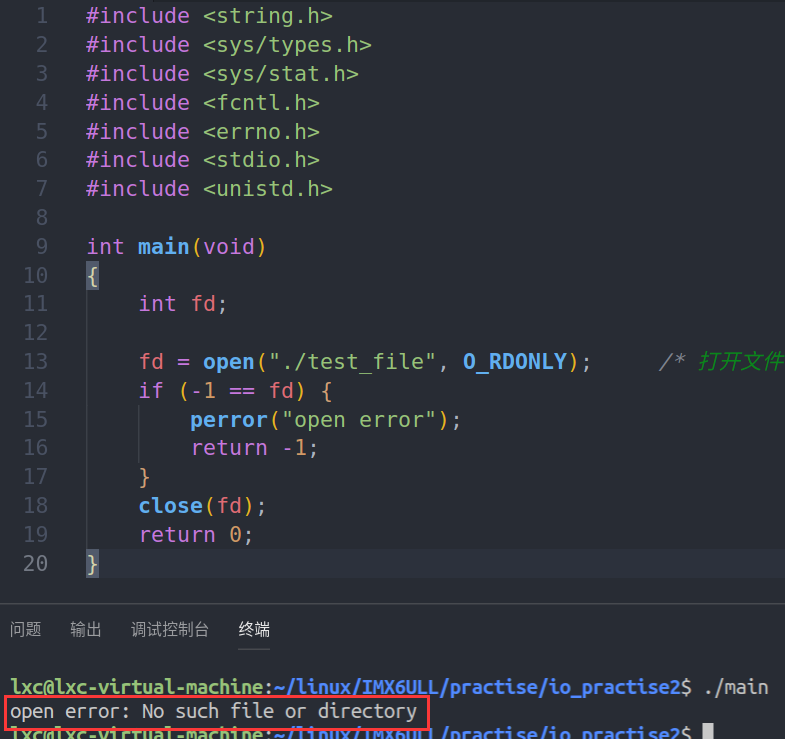 1 #include <string.h>
2 #include <sys/types.h>
3 #include <sys/stat.h>
4 #include <fcntl.h>
5 #include <errno.h>
6 #include <stdio.h>
7 #include <unistd.h>
8
9 int main(void)
10 {
11     int fd;
12
13     fd = open("./test_file", O_RDONLY);     /* 打开文件
14     if (-1 == fd) {
15         perror("open error");
16         return -1;
17     }
18     close(fd);
19     return 0;
20 }
问题 输出 调试控制台 终端
lxc@lxc-virtual-machine:~/linux/IMX6ULL/practise/io_practise2$ ./main
open error: No such file or directory
lxc@lxc-virtual-machine:~/linux/IMX6ULL/practise/io_practise2$